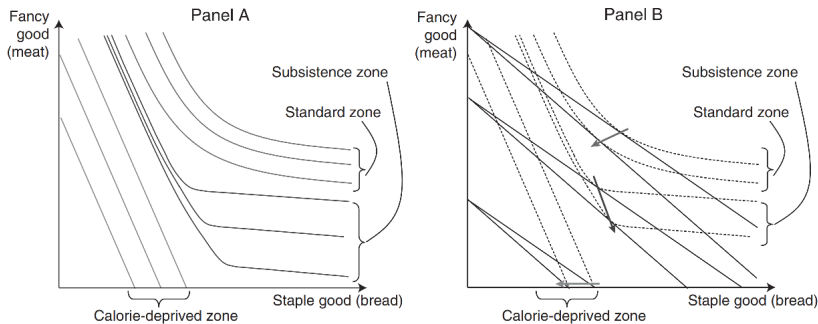 Panel A
Fancy
good
(meat)
Subsistence zone
Standard zone
Staple good (bread)
Calorie-deprived zone
Panel B
Fancy
good
(meat)
Subsistence zone
Standard zone
Staple good (bread)
Calorie-deprived zone